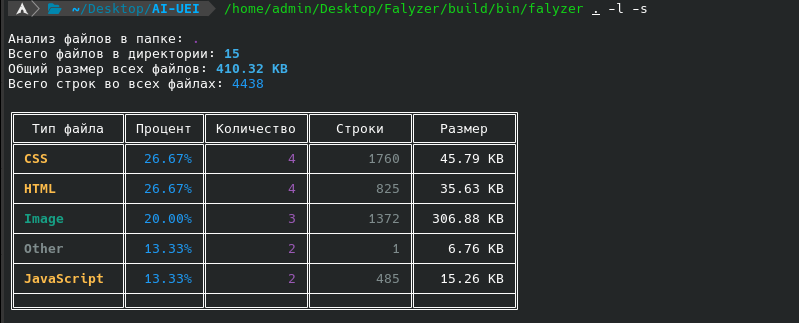 ~/Desktop/AI-UEI /home/admin/Desktop/Falyzer/build/bin/falyzer . -l -s
Анализ файлов в папке: .
Всего файлов в директории: 15
Общий размер всех файлов: 410.32 KB
Всего строк во всех файлах: 4438
Тип файла Процент Количество Строки Размер
CSS 26.67% 4 1760 45.79 KB
HTML 26.67% 4 825 35.63 KB
Image 20.00% 3 1372 306.88 KB
Other 13.33% 2 1 6.76 KB
JavaScript 13.33% 2 485 15.26 KB